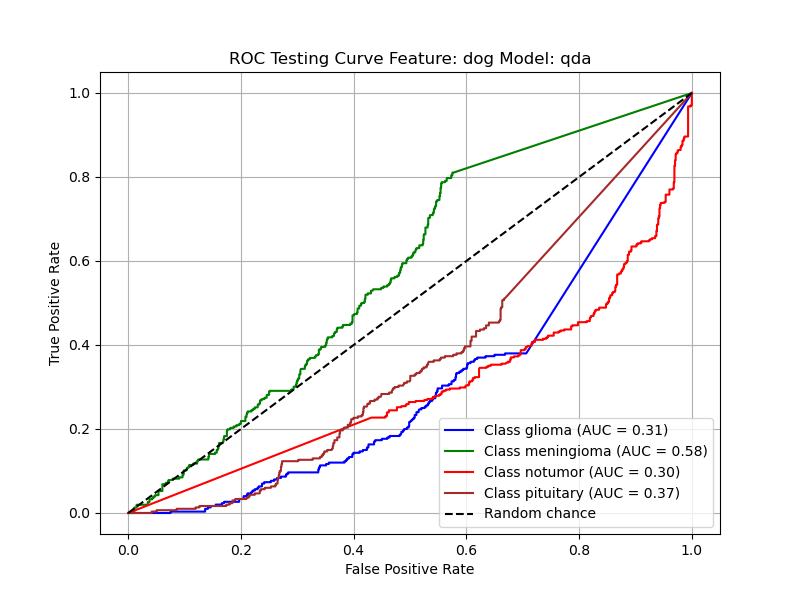 ROC Testing Curve Feature: dog Model: qda
1.0
0.8
0.6
0.4
0.2
0.0
True Positive Rate
Class glioma (AUC = 0.31)
Class meningioma (AUC = 0.58)
Class notumor (AUC = 0.30)
Class pituitary (AUC = 0.37)
Random chance
0.0 0.2 0.4 0.6 0.8 1.0
False Positive Rate